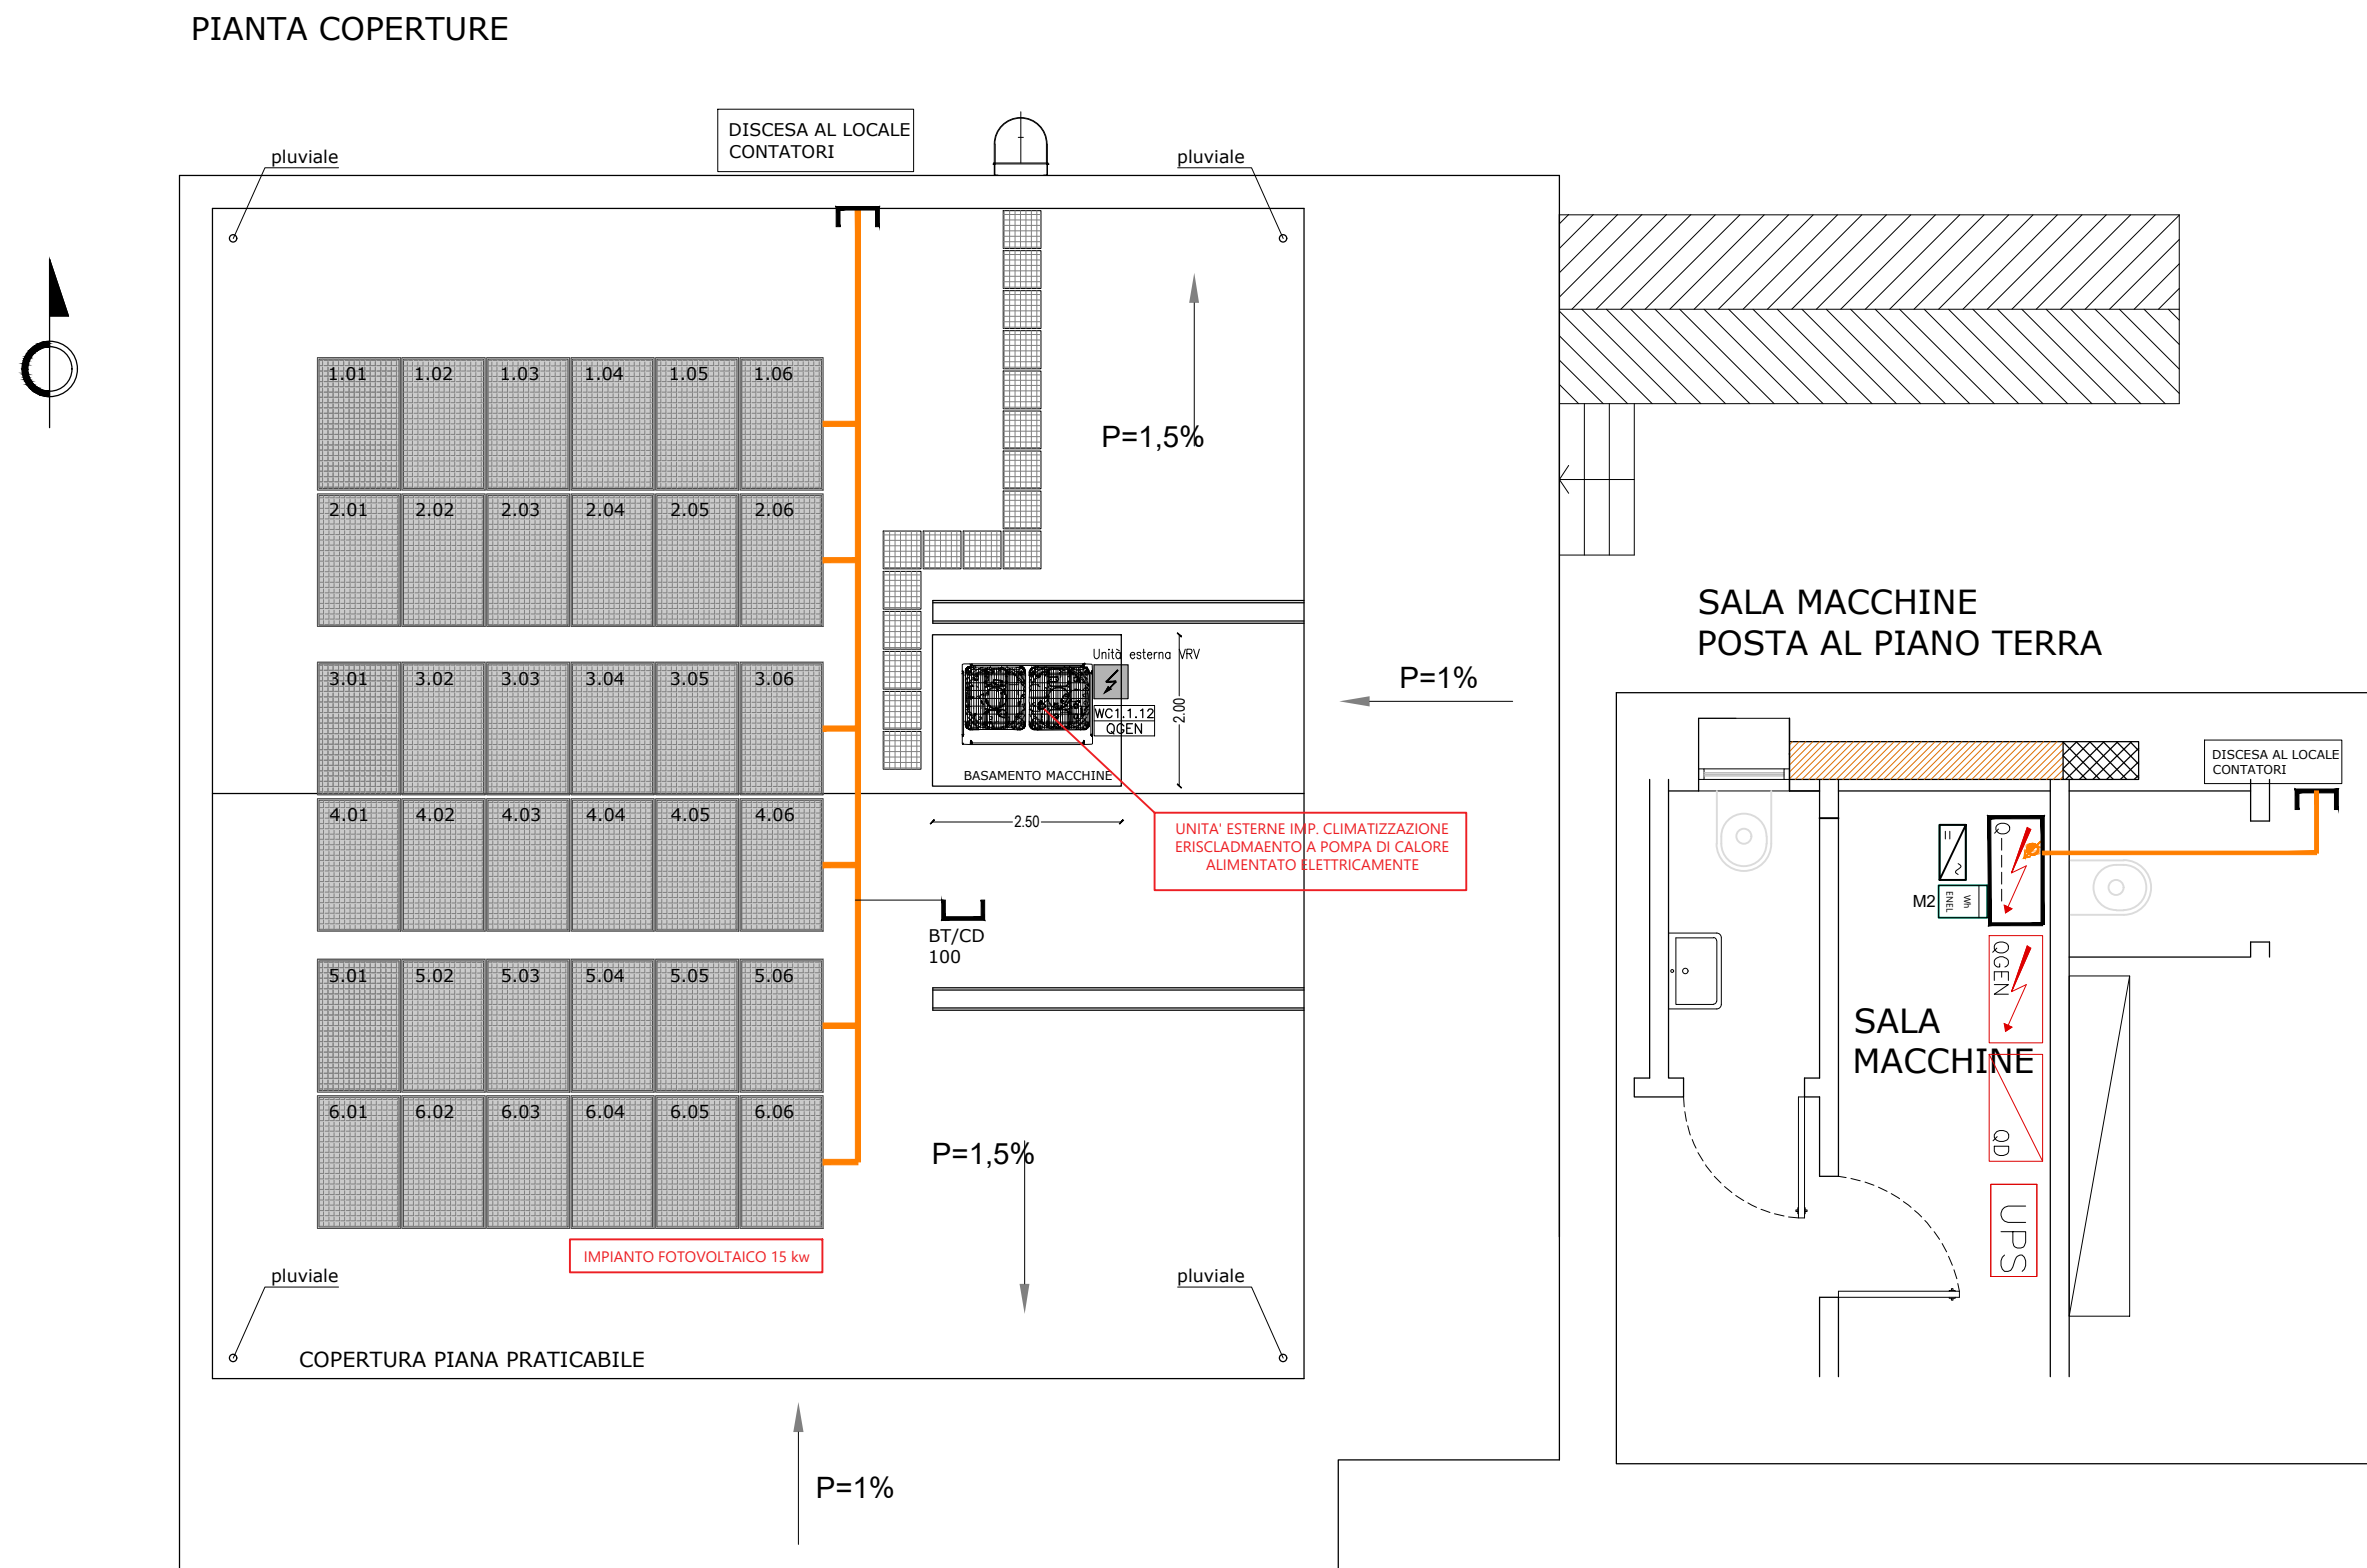 PIANTA COPERTURE
DISCESA AL LOCALE
CONTATORI
pluviale
pluviale
1.01 1.02 1.03 1.04 1.05 1.06
P=1,5%
2.01 2.02 2.03 2.04 2.05 2.06
SALA MACCHINE
POSTA AL PIANO TERRA
Unità esterna VRV
3.01 3.02 3.03 3.04 3.05 3.06
P=1%
WC1.1.12
QGEN
2.00
BASAMENTO MACCHINE
DISCESA AL LOCALE
CONTATORI
4.01 4.02 4.03 4.04 4.05 4.06
2.50
UNITA' ESTERNE IMP. CLIMATIZZAZIONE
ERISCLADMAENTO A POMPA DI CALORE
ALIMENTATO ELETTRICAMENTE
Q
M2
ENEL
Wh
BT/CD
100
5.01 5.02 5.03 5.04 5.05 5.06
QGEN
SALA
MACCHINE
6.01 6.02 6.03 6.04 6.05 6.06
P=1,5%
QD
UPS
IMPIANTO FOTOVOLTAICO 15 kw
pluviale
pluviale
COPERTURA PIANA PRATICABILE
P=1%